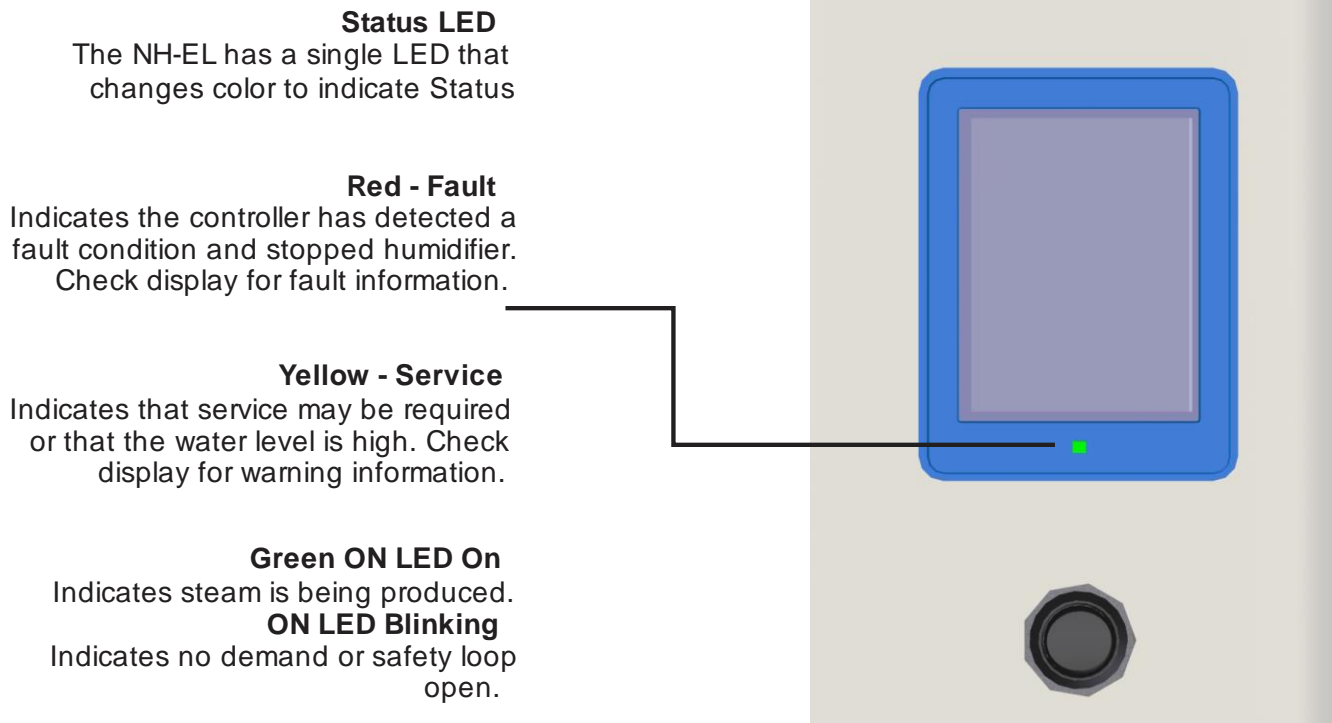 Status LED
The NH-EL has a single LED that
changes color to indicate Status
Red - Fault
Indicates the controller has detected a
fault condition and stopped humidifier.
Check display for fault information.
Yellow - Service
Indicates that service may be required
or that the water level is high. Check
display for warning information.
Green ON LED On
Indicates steam is being produced.
ON LED Blinking
Indicates no demand or safety loop
open.